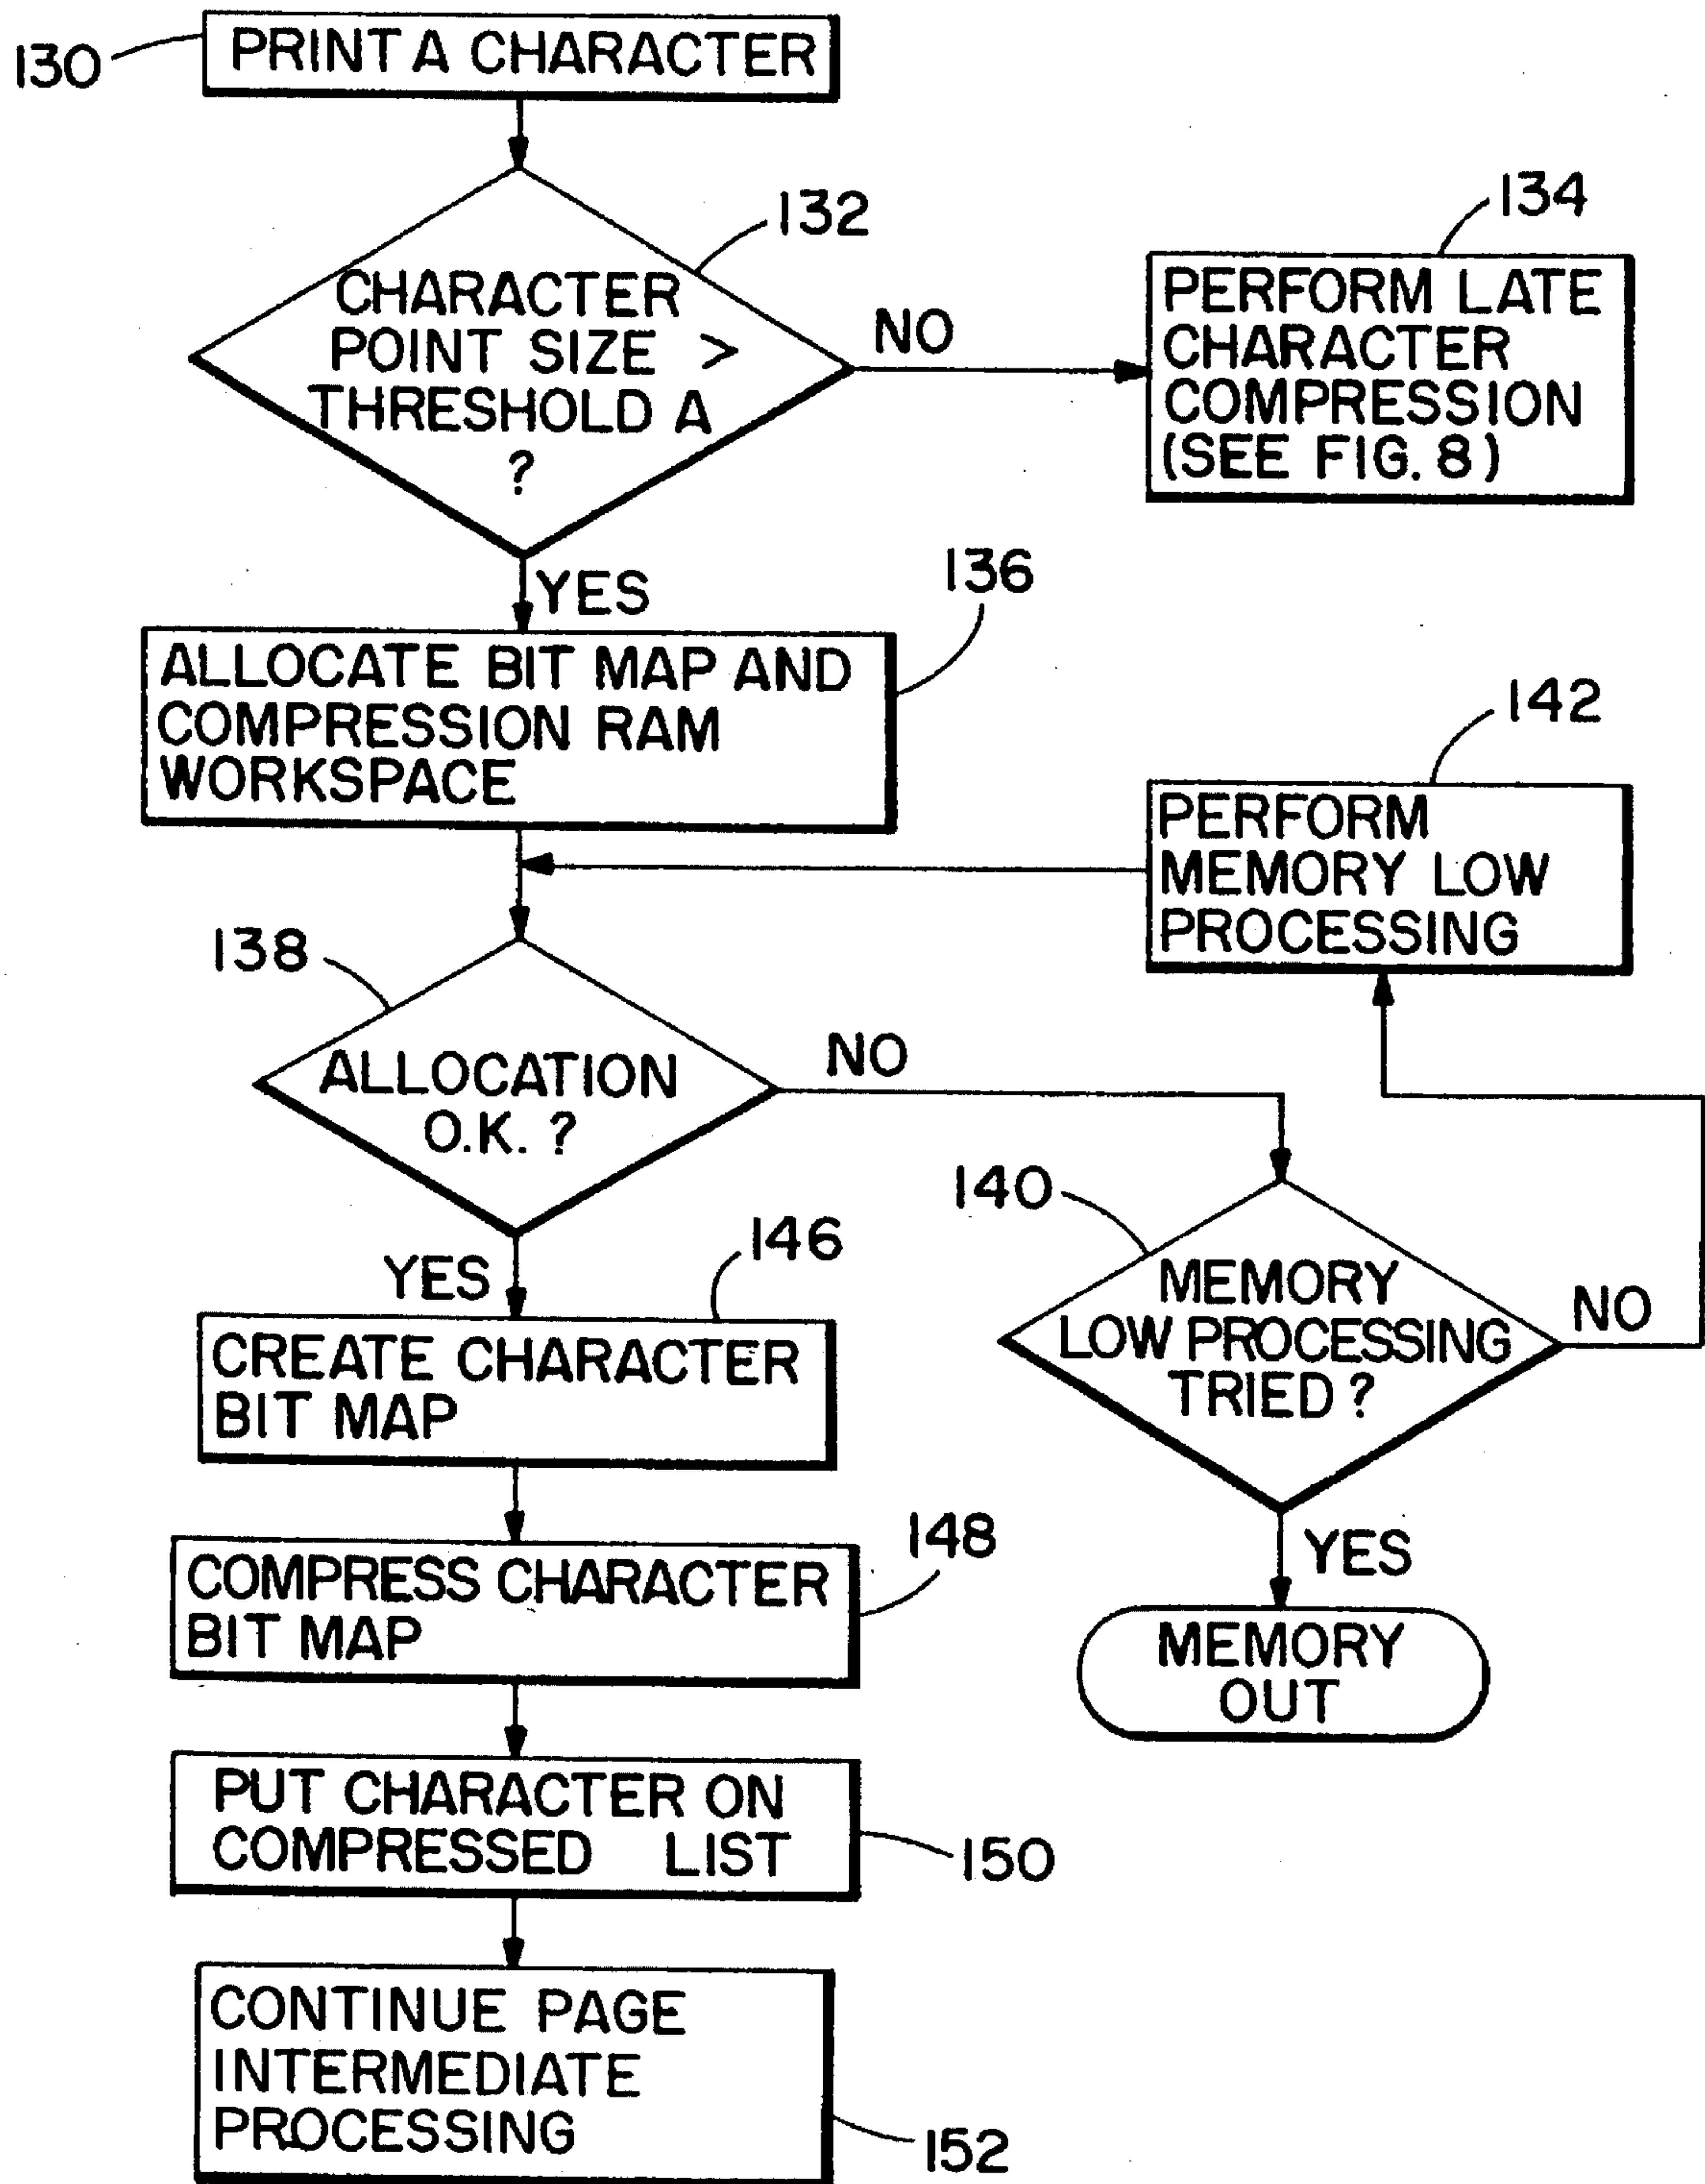 130
PRINT A CHARACTER
132
CHARACTER
POINT SIZE >
THRESHOLD A
?
NO
134
PERFORM LATE
CHARACTER
COMPRESSION
(SEE FIG. 8)
YES
136
ALLOCATE BIT MAP AND
COMPRESSION RAM
WORKSPACE
142
PERFORM
MEMORY LOW
PROCESSING
138
ALLOCATION
O.K. ?
NO
140
MEMORY
LOW PROCESSING
TRIED ?
NO
YES
146
CREATE CHARACTER
BIT MAP
YES
MEMORY
OUT
148
COMPRESS CHARACTER
BIT MAP
PUT CHARACTER ON
COMPRESSED LIST
150
CONTINUE PAGE
INTERMEDIATE
PROCESSING
152